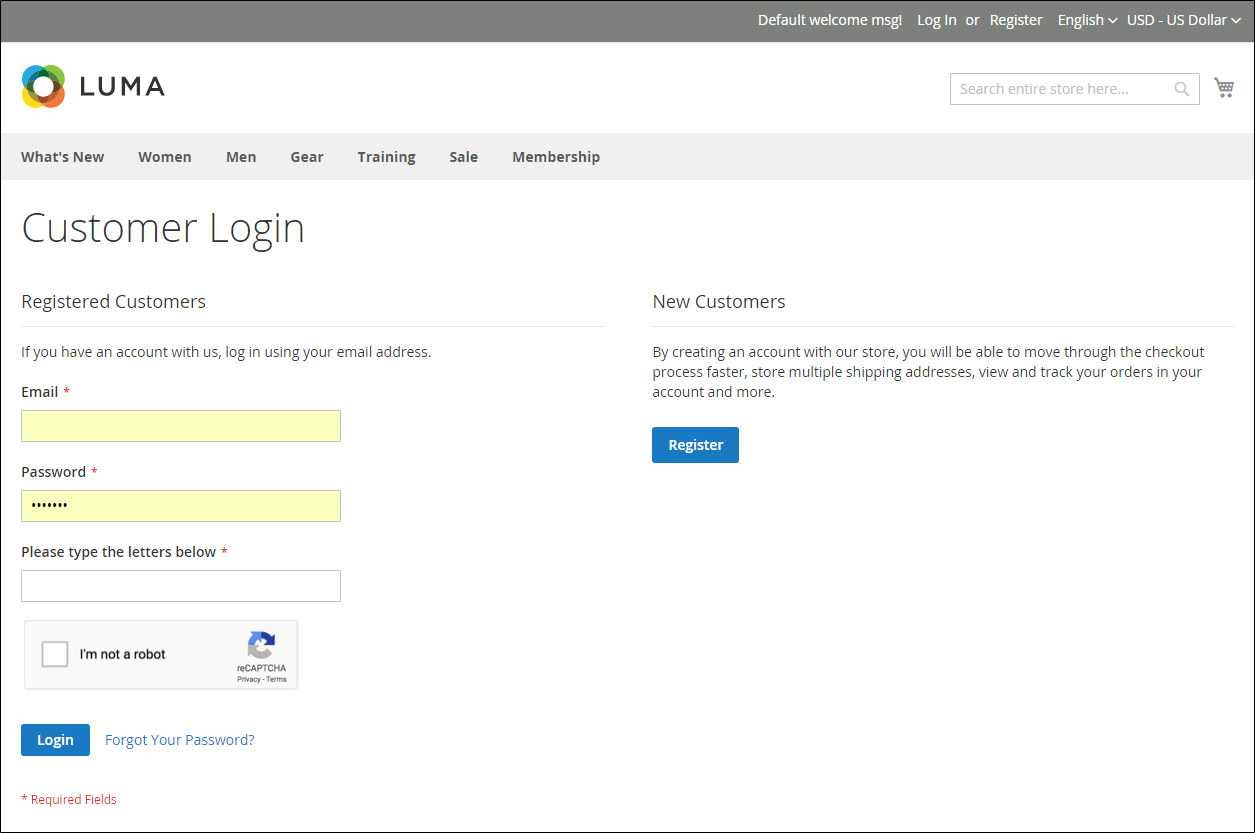 Default welcome msg! Log In or Register English USD - US Dollar
LUMA
Search entire store here...
What's New Women Men Gear Training Sale Membership
Customer Login
Registered Customers
If you have an account with us, log in using your email address.
Email *
Password *
•••••••
Please type the letters below *
I'm not a robot
reCAPTCHA
Privacy - Terms
Login Forgot Your Password?
* Required Fields
New Customers
By creating an account with our store, you will be able to move through the checkout
process faster, store multiple shipping addresses, view and track your orders in your
account and more.
Register